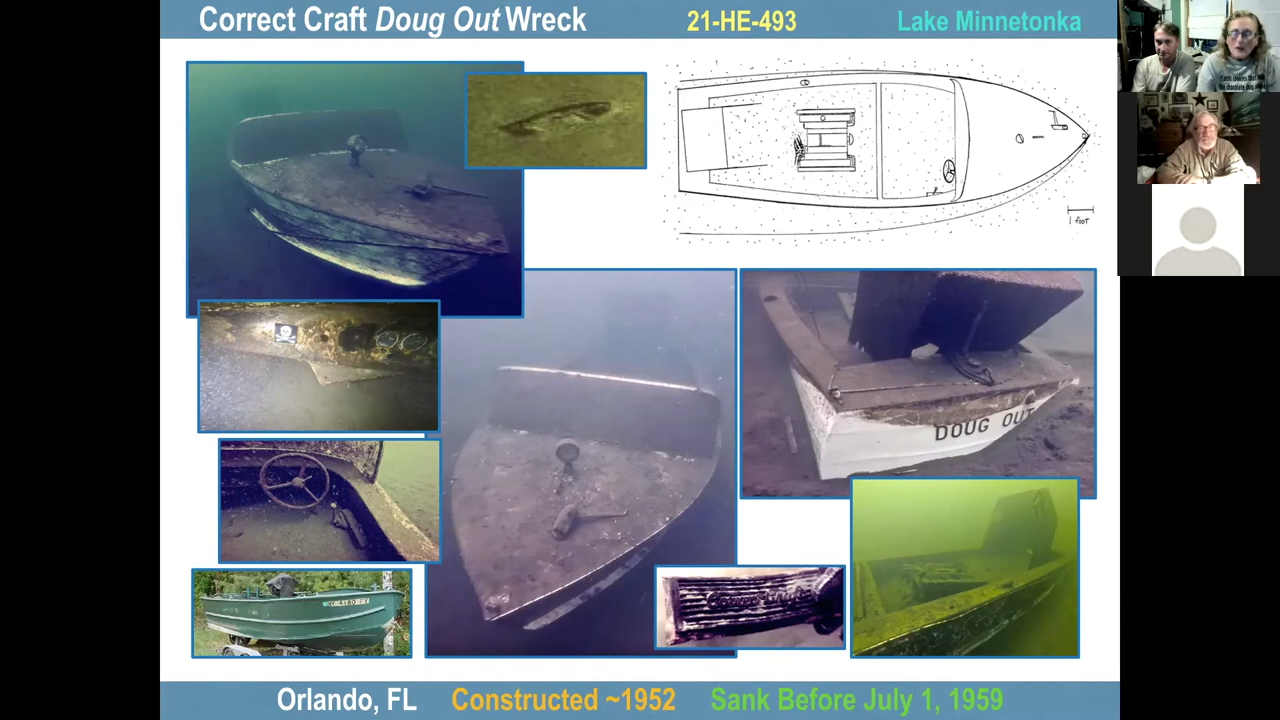 Correct Craft Doug Out Wreck 21-HE-493 Lake Minnetonka
1 foot
DOUG OUT
Orlando, FL Constructed ~1952 Sank Before July 1, 1959